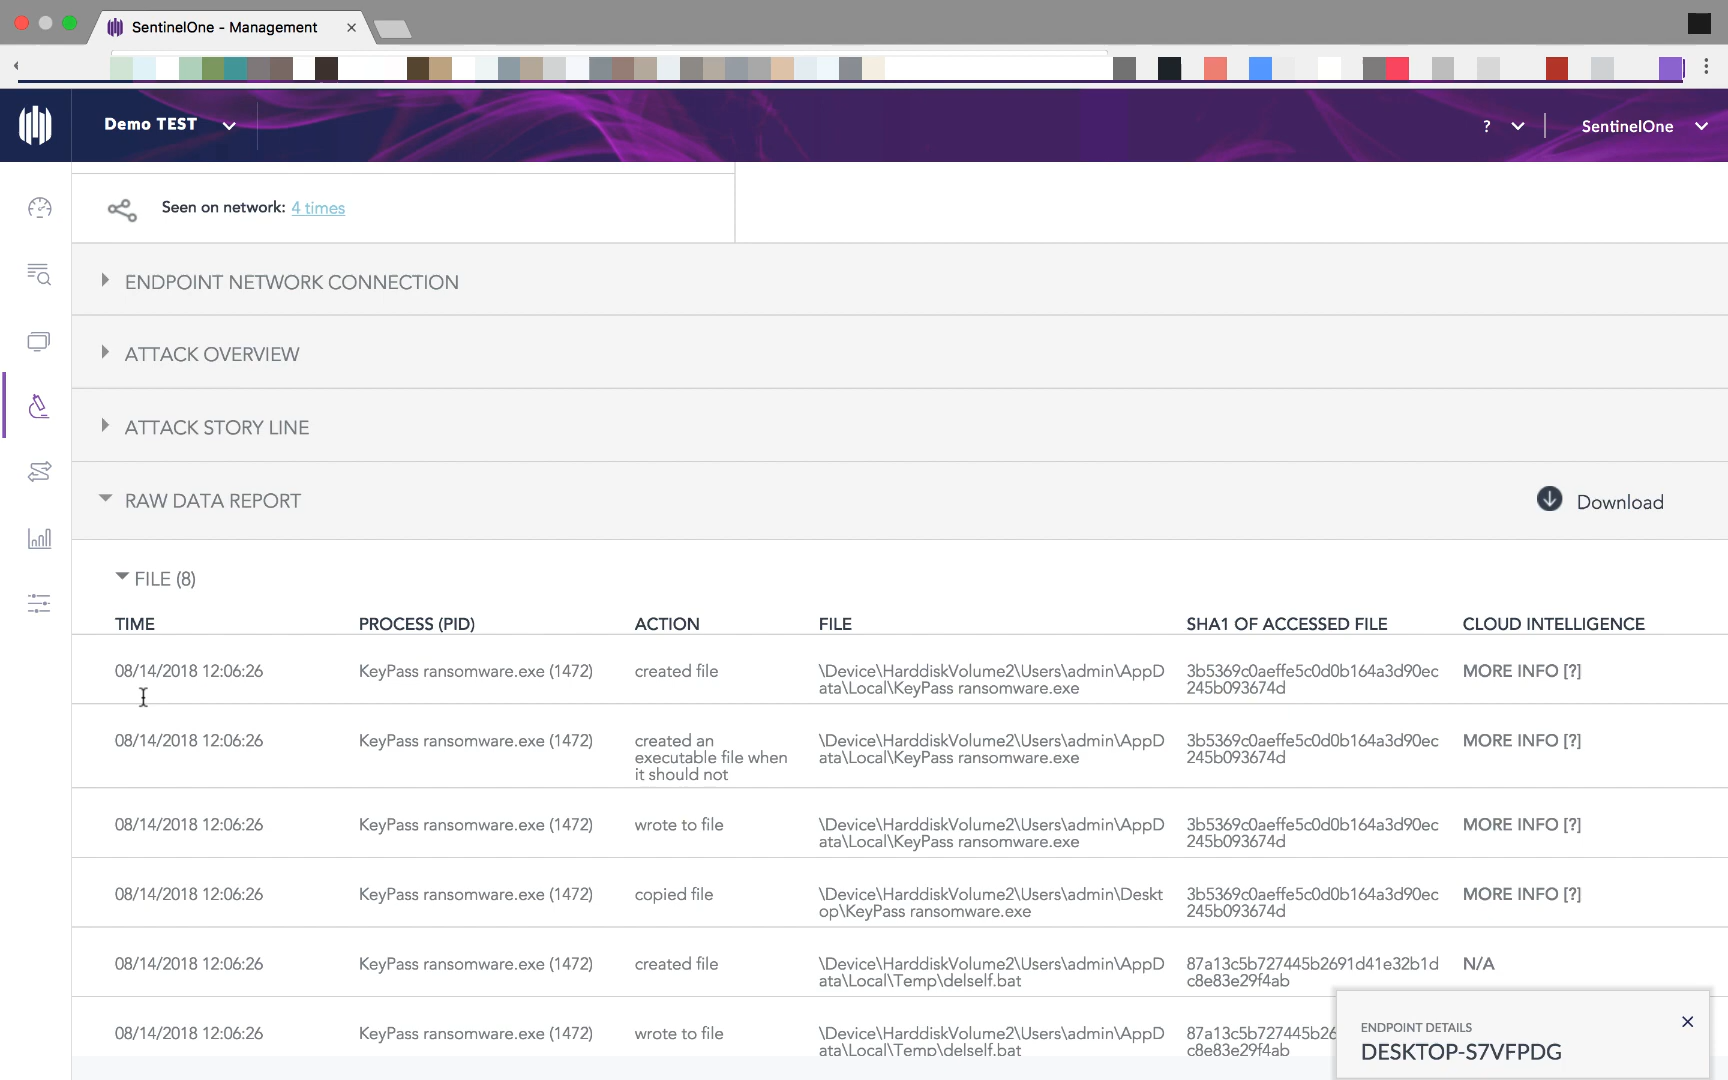 SentinelOne - Management
Demo TEST
?
SentinelOne
Seen on network: 4 times
ENDPOINT NETWORK CONNECTION
ATTACK OVERVIEW
ATTACK STORY LINE
RAW DATA REPORT
Download
FILE (8)
TIME PROCESS (PID) ACTION FILE SHA1 OF ACCESSED FILE CLOUD INTELLIGENCE
08/14/2018 12:06:26 KeyPass ransomware.exe (1472) created file \Device\HarddiskVolume2\Users\admin\AppD 3b5369c0aeffe5c0d0b164a3d90ec MORE INFO [?]
ata\Local\KeyPass ransomware.exe 245b093674d
08/14/2018 12:06:26 KeyPass ransomware.exe (1472) created an \Device\HarddiskVolume2\Users\admin\AppD 3b5369c0aeffe5c0d0b164a3d90ec MORE INFO [?]
executable file when ata\Local\KeyPass ransomware.exe 245b093674d
it should not
08/14/2018 12:06:26 KeyPass ransomware.exe (1472) wrote to file \Device\HarddiskVolume2\Users\admin\AppD 3b5369c0aeffe5c0d0b164a3d90ec MORE INFO [?]
ata\Local\KeyPass ransomware.exe 245b093674d
08/14/2018 12:06:26 KeyPass ransomware.exe (1472) copied file \Device\HarddiskVolume2\Users\admin\Deskt 3b5369c0aeffe5c0d0b164a3d90ec MORE INFO [?]
op\KeyPass ransomware.exe 245b093674d
08/14/2018 12:06:26 KeyPass ransomware.exe (1472) created file \Device\HarddiskVolume2\Users\admin\AppD 87a13c5b727445b2691d41e32b1d N/A
ata\Local\Temp\delself.bat c8e83e29f4ab
08/14/2018 12:06:26 KeyPass ransomware.exe (1472) wrote to file \Device\HarddiskVolume2\Users\admin\AppD 87a13c5b727445b26
ata\Local\Temp\delself.bat c8e83e29f4ab
ENDPOINT DETAILS
DESKTOP-S7VFPDG